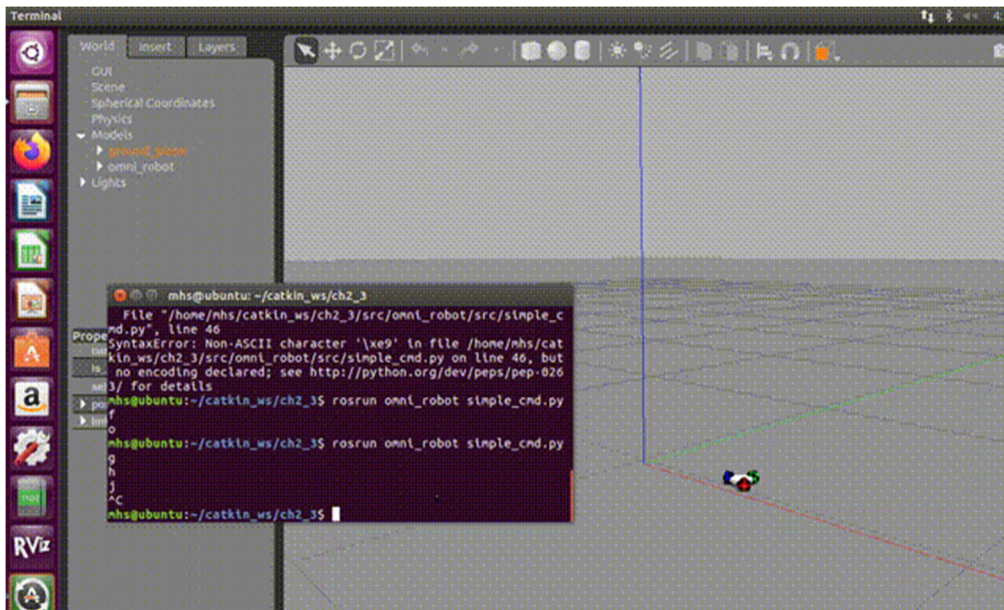 Terminal
World Insert Layers
GUI
Scene
Spherical Coordinates
Physics
Models
ground_plane
omni_robot
Lights
mhs@ubuntu: ~/catkin_ws/ch2_3
File "/home/mhs/catkin_ws/ch2_3/src/omni_robot/src/simple_c
md.py", line 46
SyntaxError: Non-ASCII character '\xe9' in file /home/mhs/cat
kin_ws/ch2_3/src/omni_robot/src/simple_cmd.py on line 46, but
no encoding declared; see http://python.org/dev/peps/pep-026
3/ for details
mhs@ubuntu:~/catkin_ws/ch2_3$ rosrun omni_robot simple_cmd.py
f
o
mhs@ubuntu:~/catkin_ws/ch2_3$ rosrun omni_robot simple_cmd.py
g
h
j
^C
mhs@ubuntu:~/catkin_ws/ch2_3$
Prope
RViz